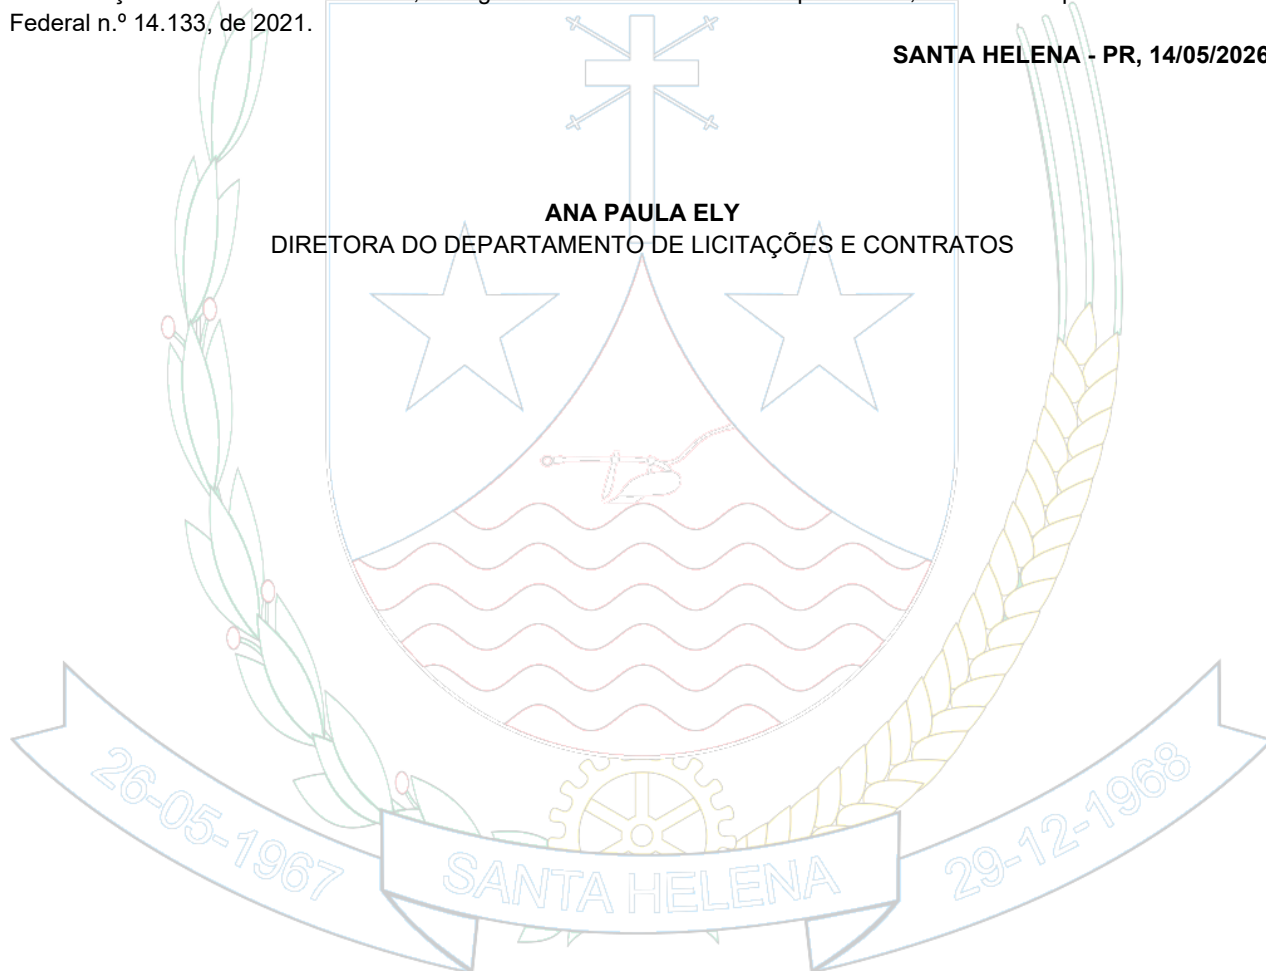 Federal n.º 14.133, de 2021.
SANTA HELENA - PR, 14/05/2026
ANA PAULA ELY
DIRETORA DO DEPARTAMENTO DE LICITAÇÕES E CONTRATOS
26-05-1967
SANTA HELENA
29-12-1968